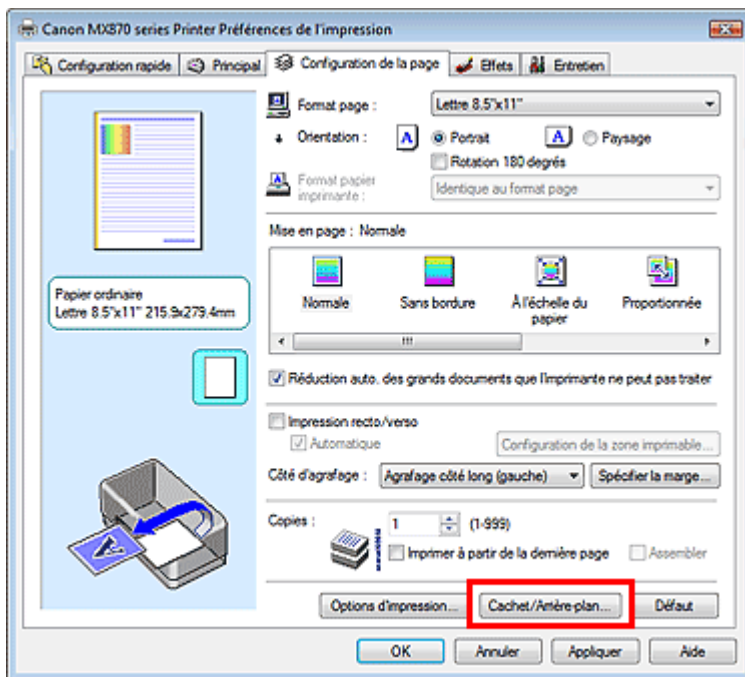 Canon MX870 series Printer Préférences de l'impression
Configuration rapide Principal Configuration de la page Effets Entretien
Format page : Lettre 8.5"x11"
Orientation : A Portrait A Paysage
Rotation 180 degrés
Format papier imprimante : Identique au format page
Mise en page : Normale
Normale Sans bordure À l'échelle du papier Proportionnée
Papier ordinaire
Lettre 8.5"x11" 215.9x279.4mm
Réduction auto. des grands documents que l'imprimante ne peut pas traiter
Impression recto/verso
Automatique Configuration de la zone imprimable...
Côté d'agrafage : Agrafage côté long (gauche) Spécifier la marge...
Copies : 1 (1-999)
Imprimer à partir de la dernière page Assembler
Options d'impression... Cachet/Arrière-plan... Défaut
OK Annuler Appliquer Aide